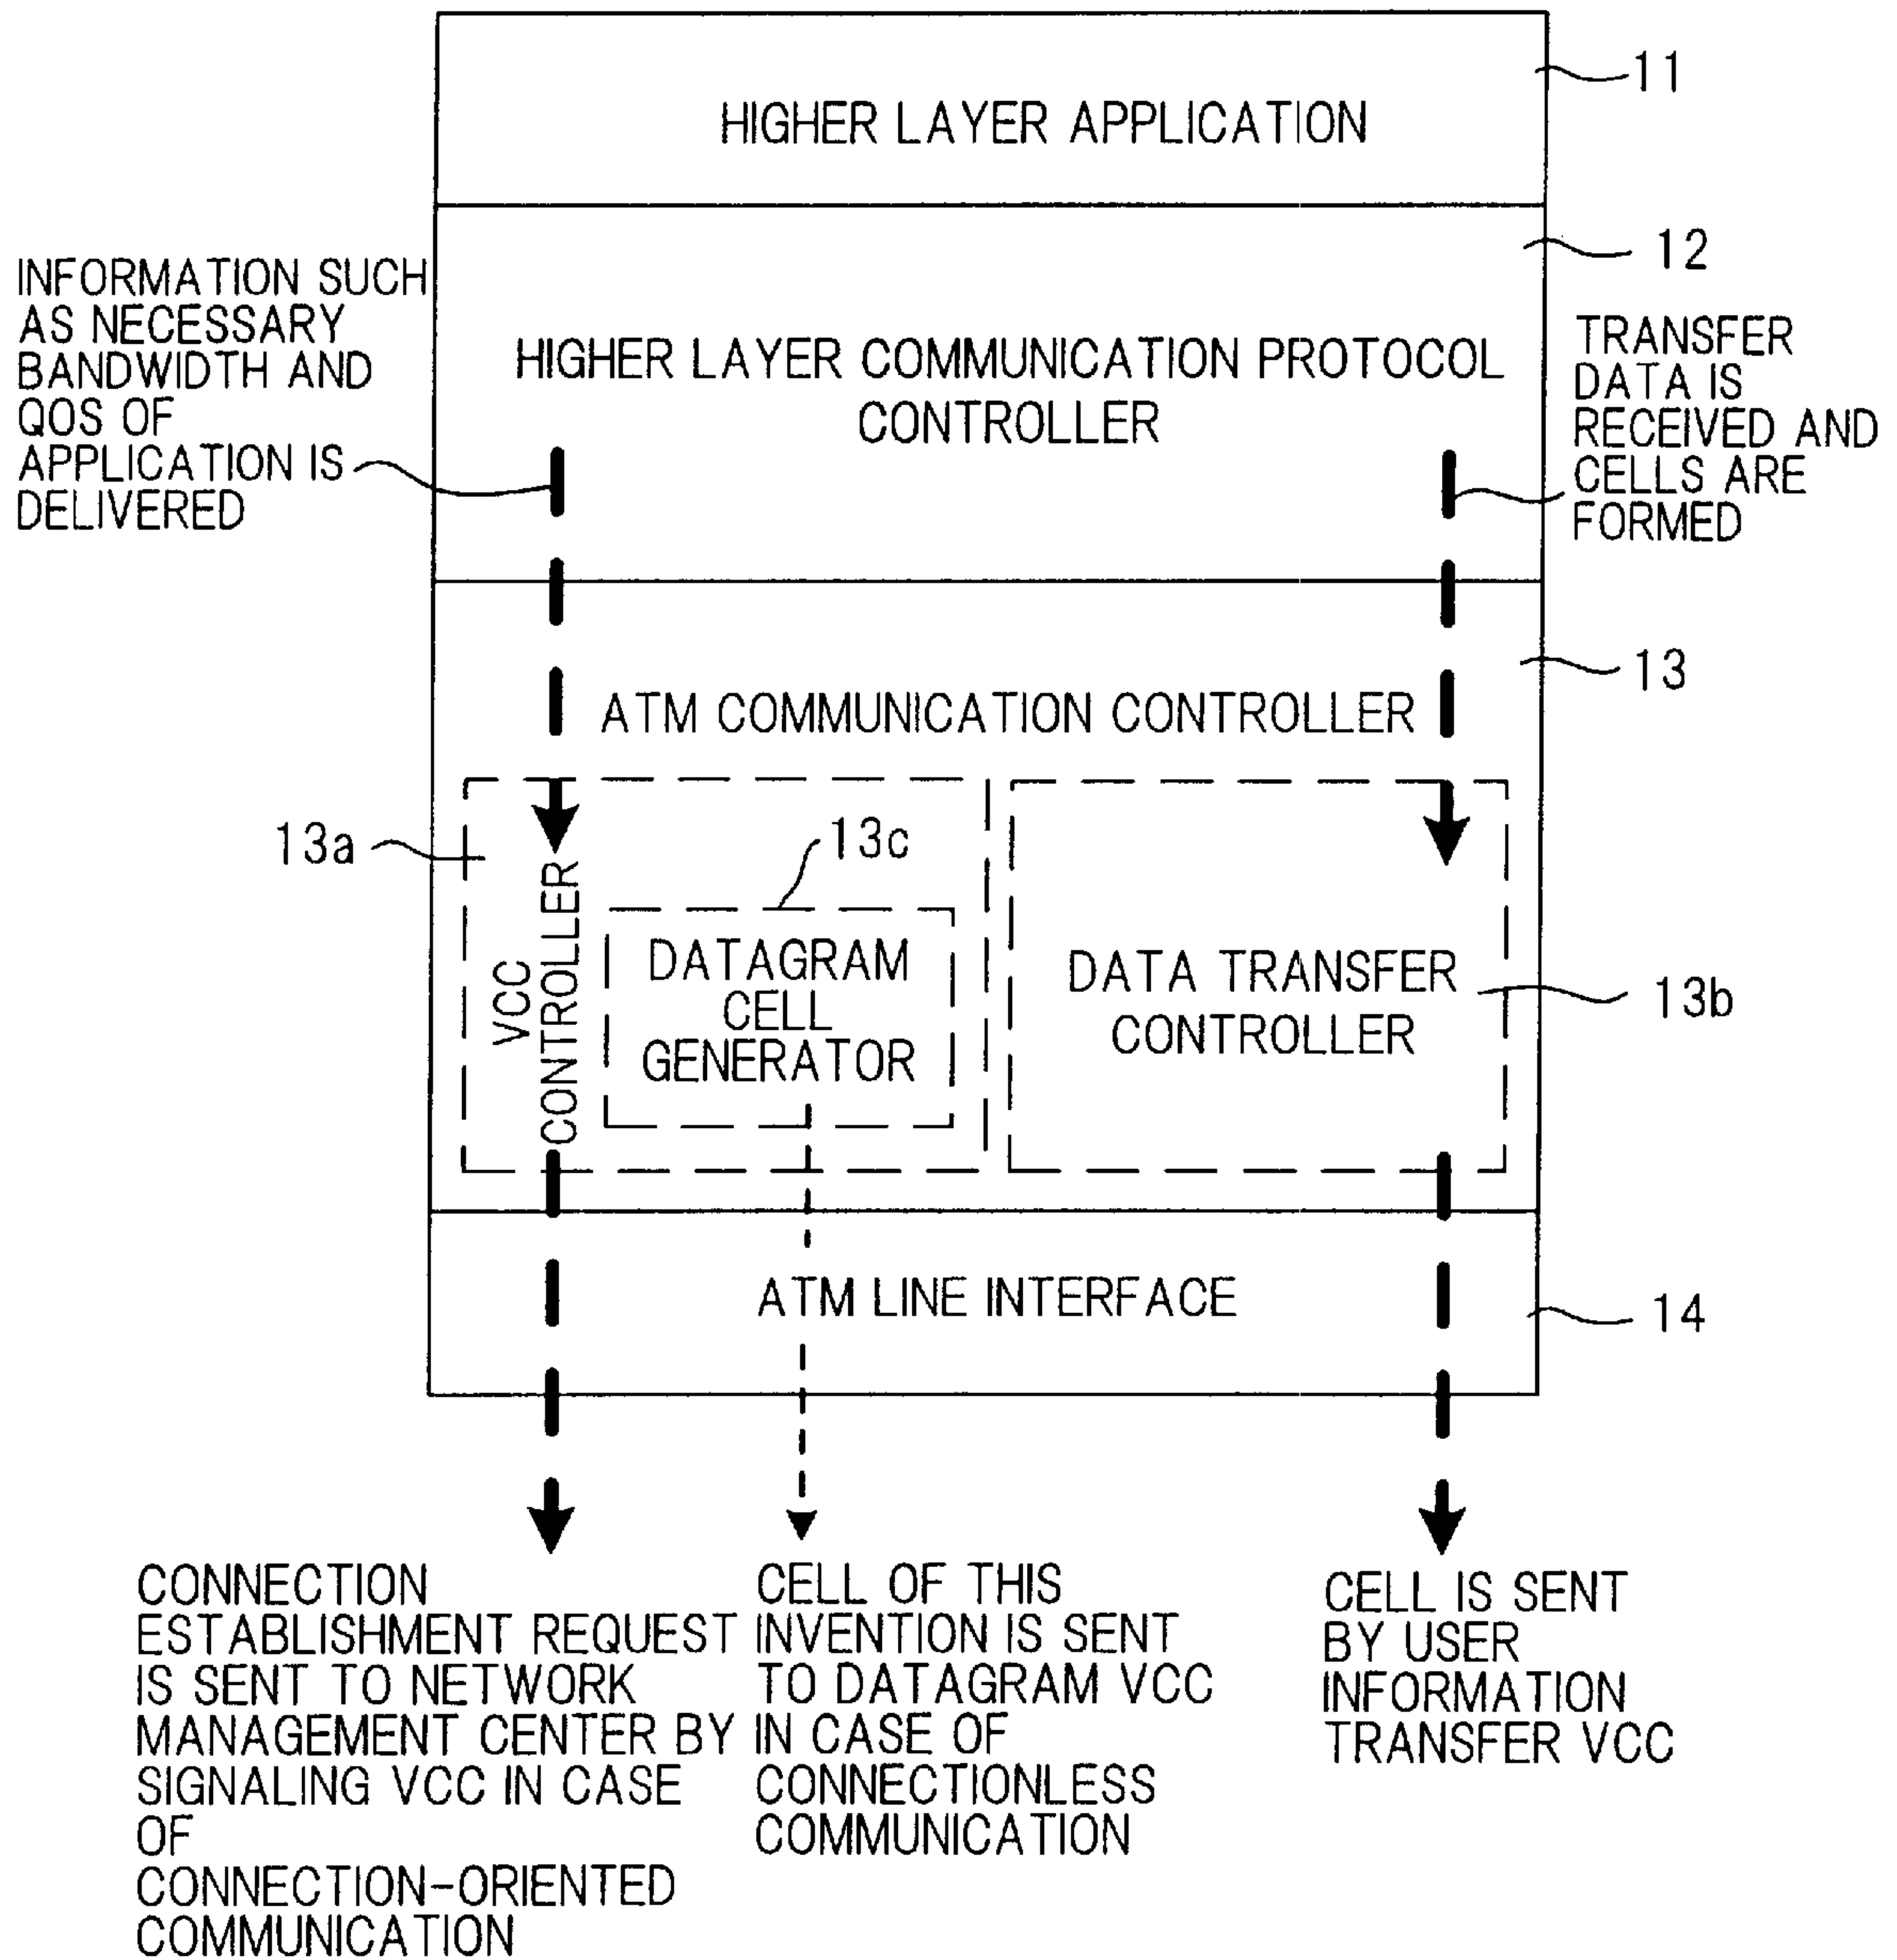 11
HIGHER LAYER APPLICATION
12
INFORMATION SUCH
AS NECESSARY
BANDWIDTH AND
QOS OF
APPLICATION IS
DELIVERED
HIGHER LAYER COMMUNICATION PROTOCOL
CONTROLLER
TRANSFER
DATA IS
RECEIVED AND
CELLS ARE
FORMED
13
ATM COMMUNICATION CONTROLLER
13a
13c
VCC
CONTROLLER
DATAGRAM
CELL
GENERATOR
DATA TRANSFER
CONTROLLER
13b
ATM LINE INTERFACE
14
CONNECTION
ESTABLISHMENT REQUEST
IS SENT TO NETWORK
MANAGEMENT CENTER BY
SIGNALING VCC IN CASE
OF
CONNECTION-ORIENTED
COMMUNICATION
CELL OF THIS
INVENTION IS SENT
TO DATAGRAM VCC
IN CASE OF
CONNECTIONLESS
COMMUNICATION
CELL IS SENT
BY USER
INFORMATION
TRANSFER VCC